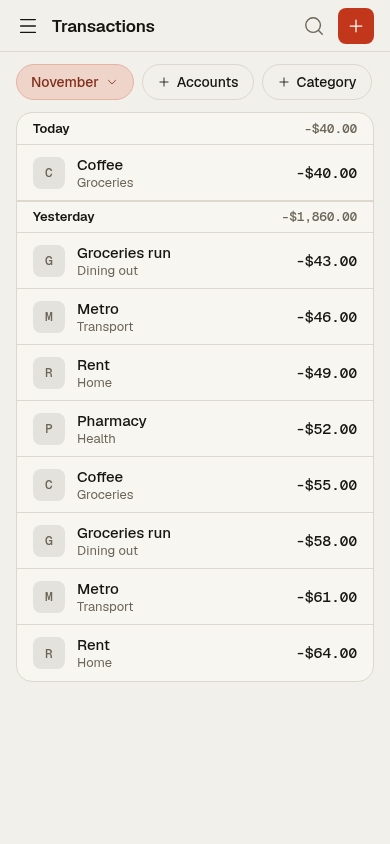 Transactions
November
Accounts
Category
Today -$40.00
C Coffee -$40.00
Groceries
Yesterday -$1,860.00
G Groceries run -$43.00
Dining out
M Metro -$46.00
Transport
R Rent -$49.00
Home
P Pharmacy -$52.00
Health
C Coffee -$55.00
Groceries
G Groceries run -$58.00
Dining out
M Metro -$61.00
Transport
R Rent -$64.00
Home